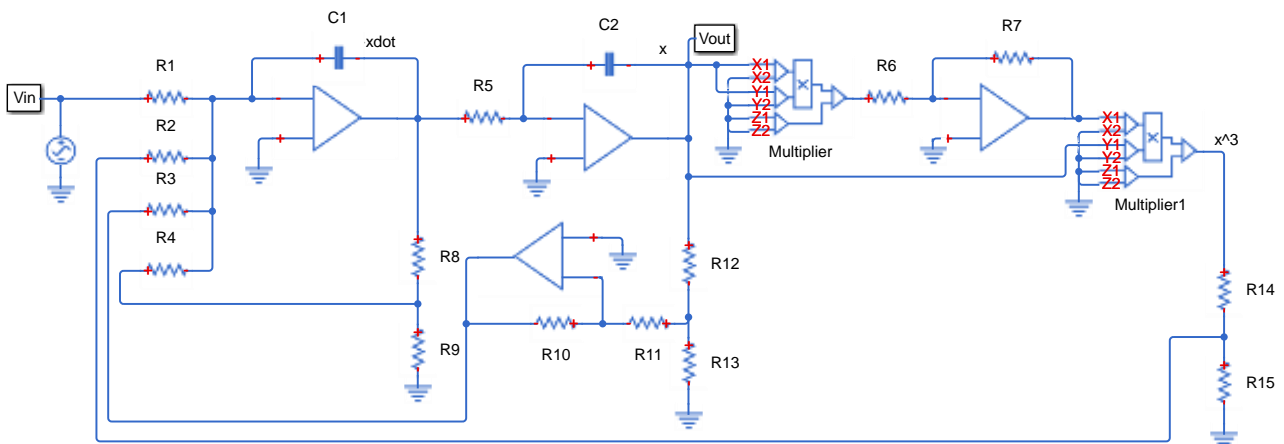 C1
xdot
C2
x
Vout
R7
R1
R5
R6
Vin
X1
X2
Y1
Y2
Z1
Z2
Multiplier
R2
R3
R4
X1
X2
Y1
Y2
Z1
Z2
Multiplier1
x^3
R8
R12
R14
R9
R10
R11
R13
R15